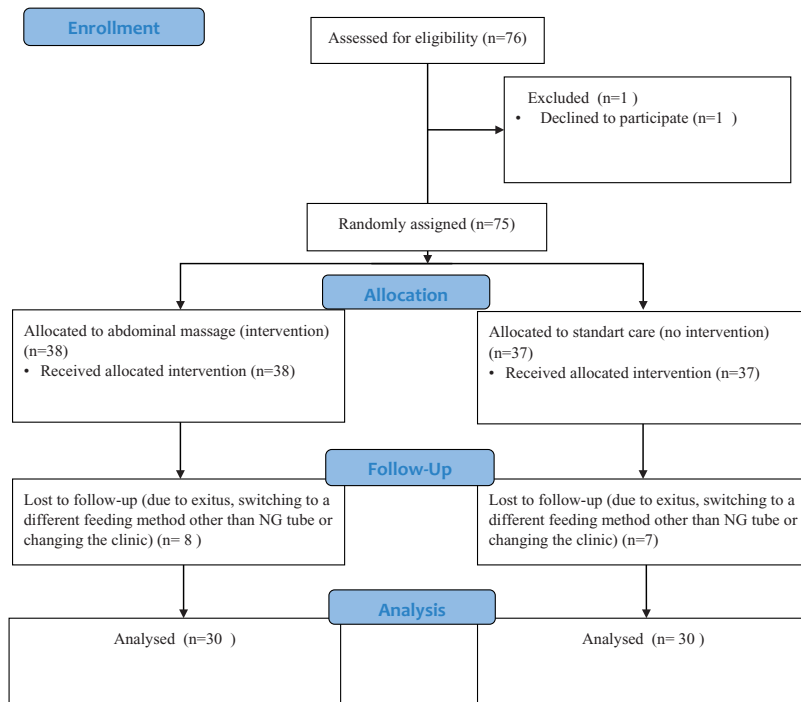 Enrollment
Assessed for eligibility (n=76)
Excluded (n=1 )
• Declined to participate (n=1 )
Randomly assigned (n=75)
Allocation
Allocated to abdominal massage (intervention)
(n=38)
• Received allocated intervention (n=38)
Allocated to standart care (no intervention)
(n=37)
• Received allocated intervention (n=37)
Follow-Up
Lost to follow-up (due to exitus, switching to a
different feeding method other than NG tube or
changing the clinic) (n= 8 )
Lost to follow-up (due to exitus, switching to a
different feeding method other than NG tube or
changing the clinic) (n=7)
Analysis
Analysed (n=30 )
Analysed (n= 30 )